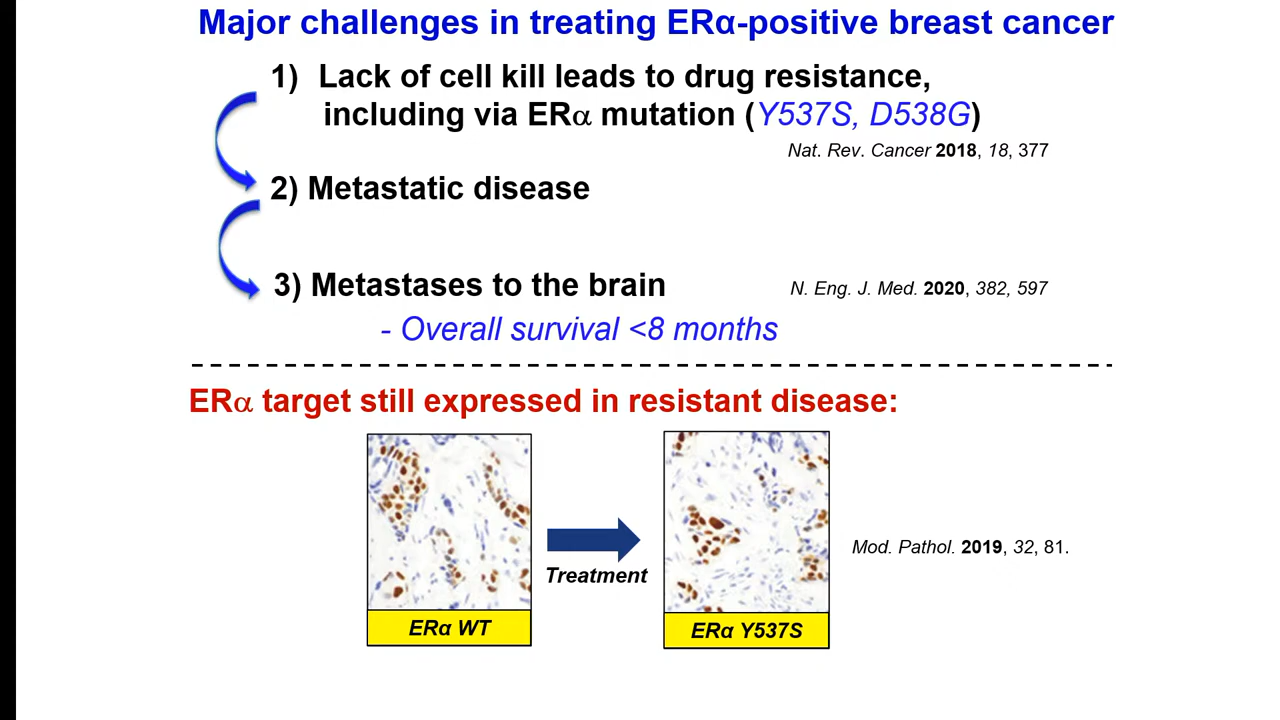 Major challenges in treating ERα-positive breast cancer
1) Lack of cell kill leads to drug resistance,
including via ERα mutation (Y537S, D538G)
Nat. Rev. Cancer 2018, 18, 377
2) Metastatic disease
3) Metastases to the brain
N. Eng. J. Med. 2020, 382, 597
- Overall survival <8 months
ERα target still expressed in resistant disease:
Treatment
Mod. Pathol. 2019, 32, 81.
ERα WT
ERα Y537S